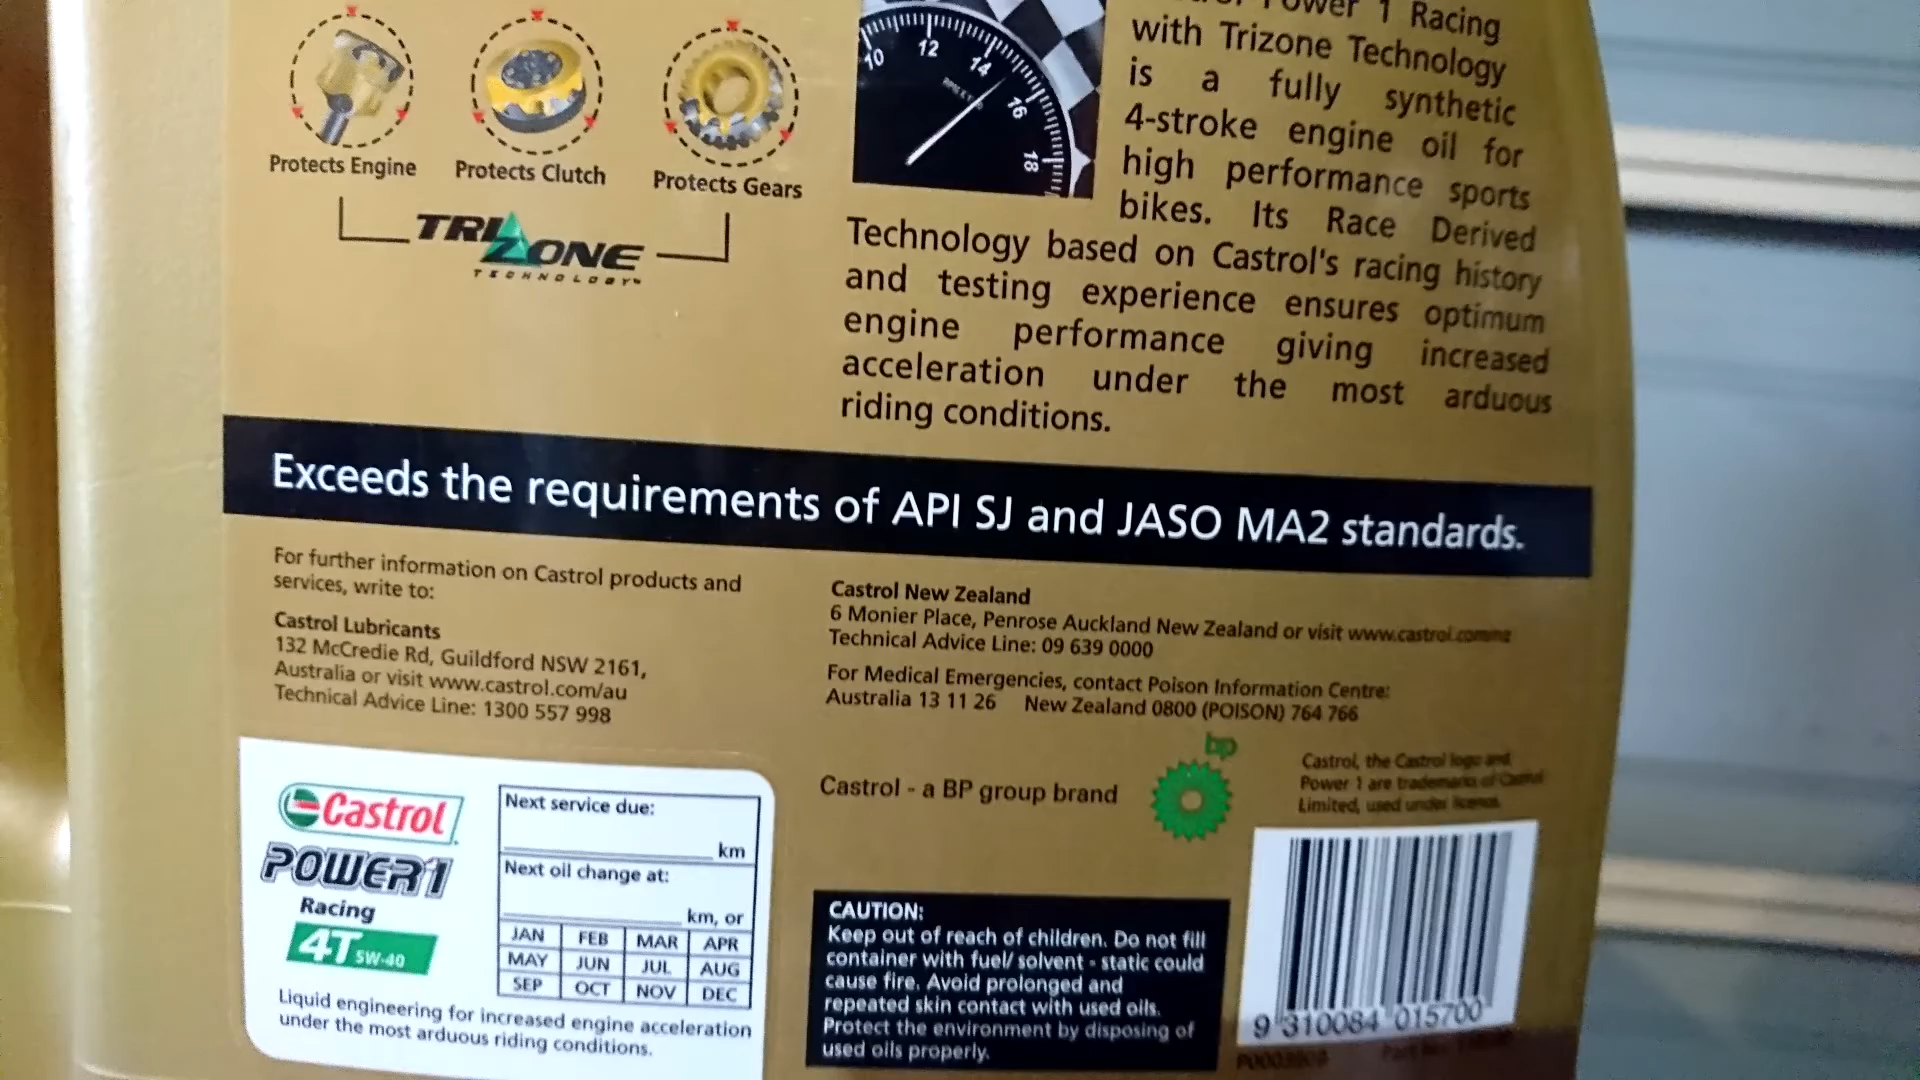 Protects Engine
Protects Clutch
Protects Gears
TRIZONE
TECHNOLOGY™
10 12 14 16 18
Power 1 Racing
with Trizone Technology
is a fully synthetic
4-stroke engine oil for
high performance sports
bikes. Its Race Derived
Technology based on Castrol's racing history
and testing experience ensures optimum
engine performance giving increased
acceleration under the most arduous
riding conditions.
Exceeds the requirements of API SJ and JASO MA2 standards.
For further information on Castrol products and
services, write to:
Castrol Lubricants
132 McCredie Rd, Guildford NSW 2161,
Australia or visit www.castrol.com/au
Technical Advice Line: 1300 557 998
Castrol New Zealand
6 Monier Place, Penrose Auckland New Zealand or visit www.castrol.com/nz
Technical Advice Line: 09 639 0000
For Medical Emergencies, contact Poison Information Centre:
Australia 13 11 26 New Zealand 0800 (POISON) 764 766
Castrol - a BP group brand
bp
Castrol, the Castrol logo and
Power 1 are trademarks of Castrol
Limited, used under licence.
Castrol
POWER1
Racing
4T 5W-40
Next service due:
km
Next oil change at:
km, or
JAN FEB MAR APR
MAY JUN JUL AUG
SEP OCT NOV DEC
Liquid engineering for increased engine acceleration
under the most arduous riding conditions.
CAUTION:
Keep out of reach of children. Do not fill
container with fuel/ solvent - static could
cause fire. Avoid prolonged and
repeated skin contact with used oils.
Protect the environment by disposing of
used oils properly.
9 310084 015700